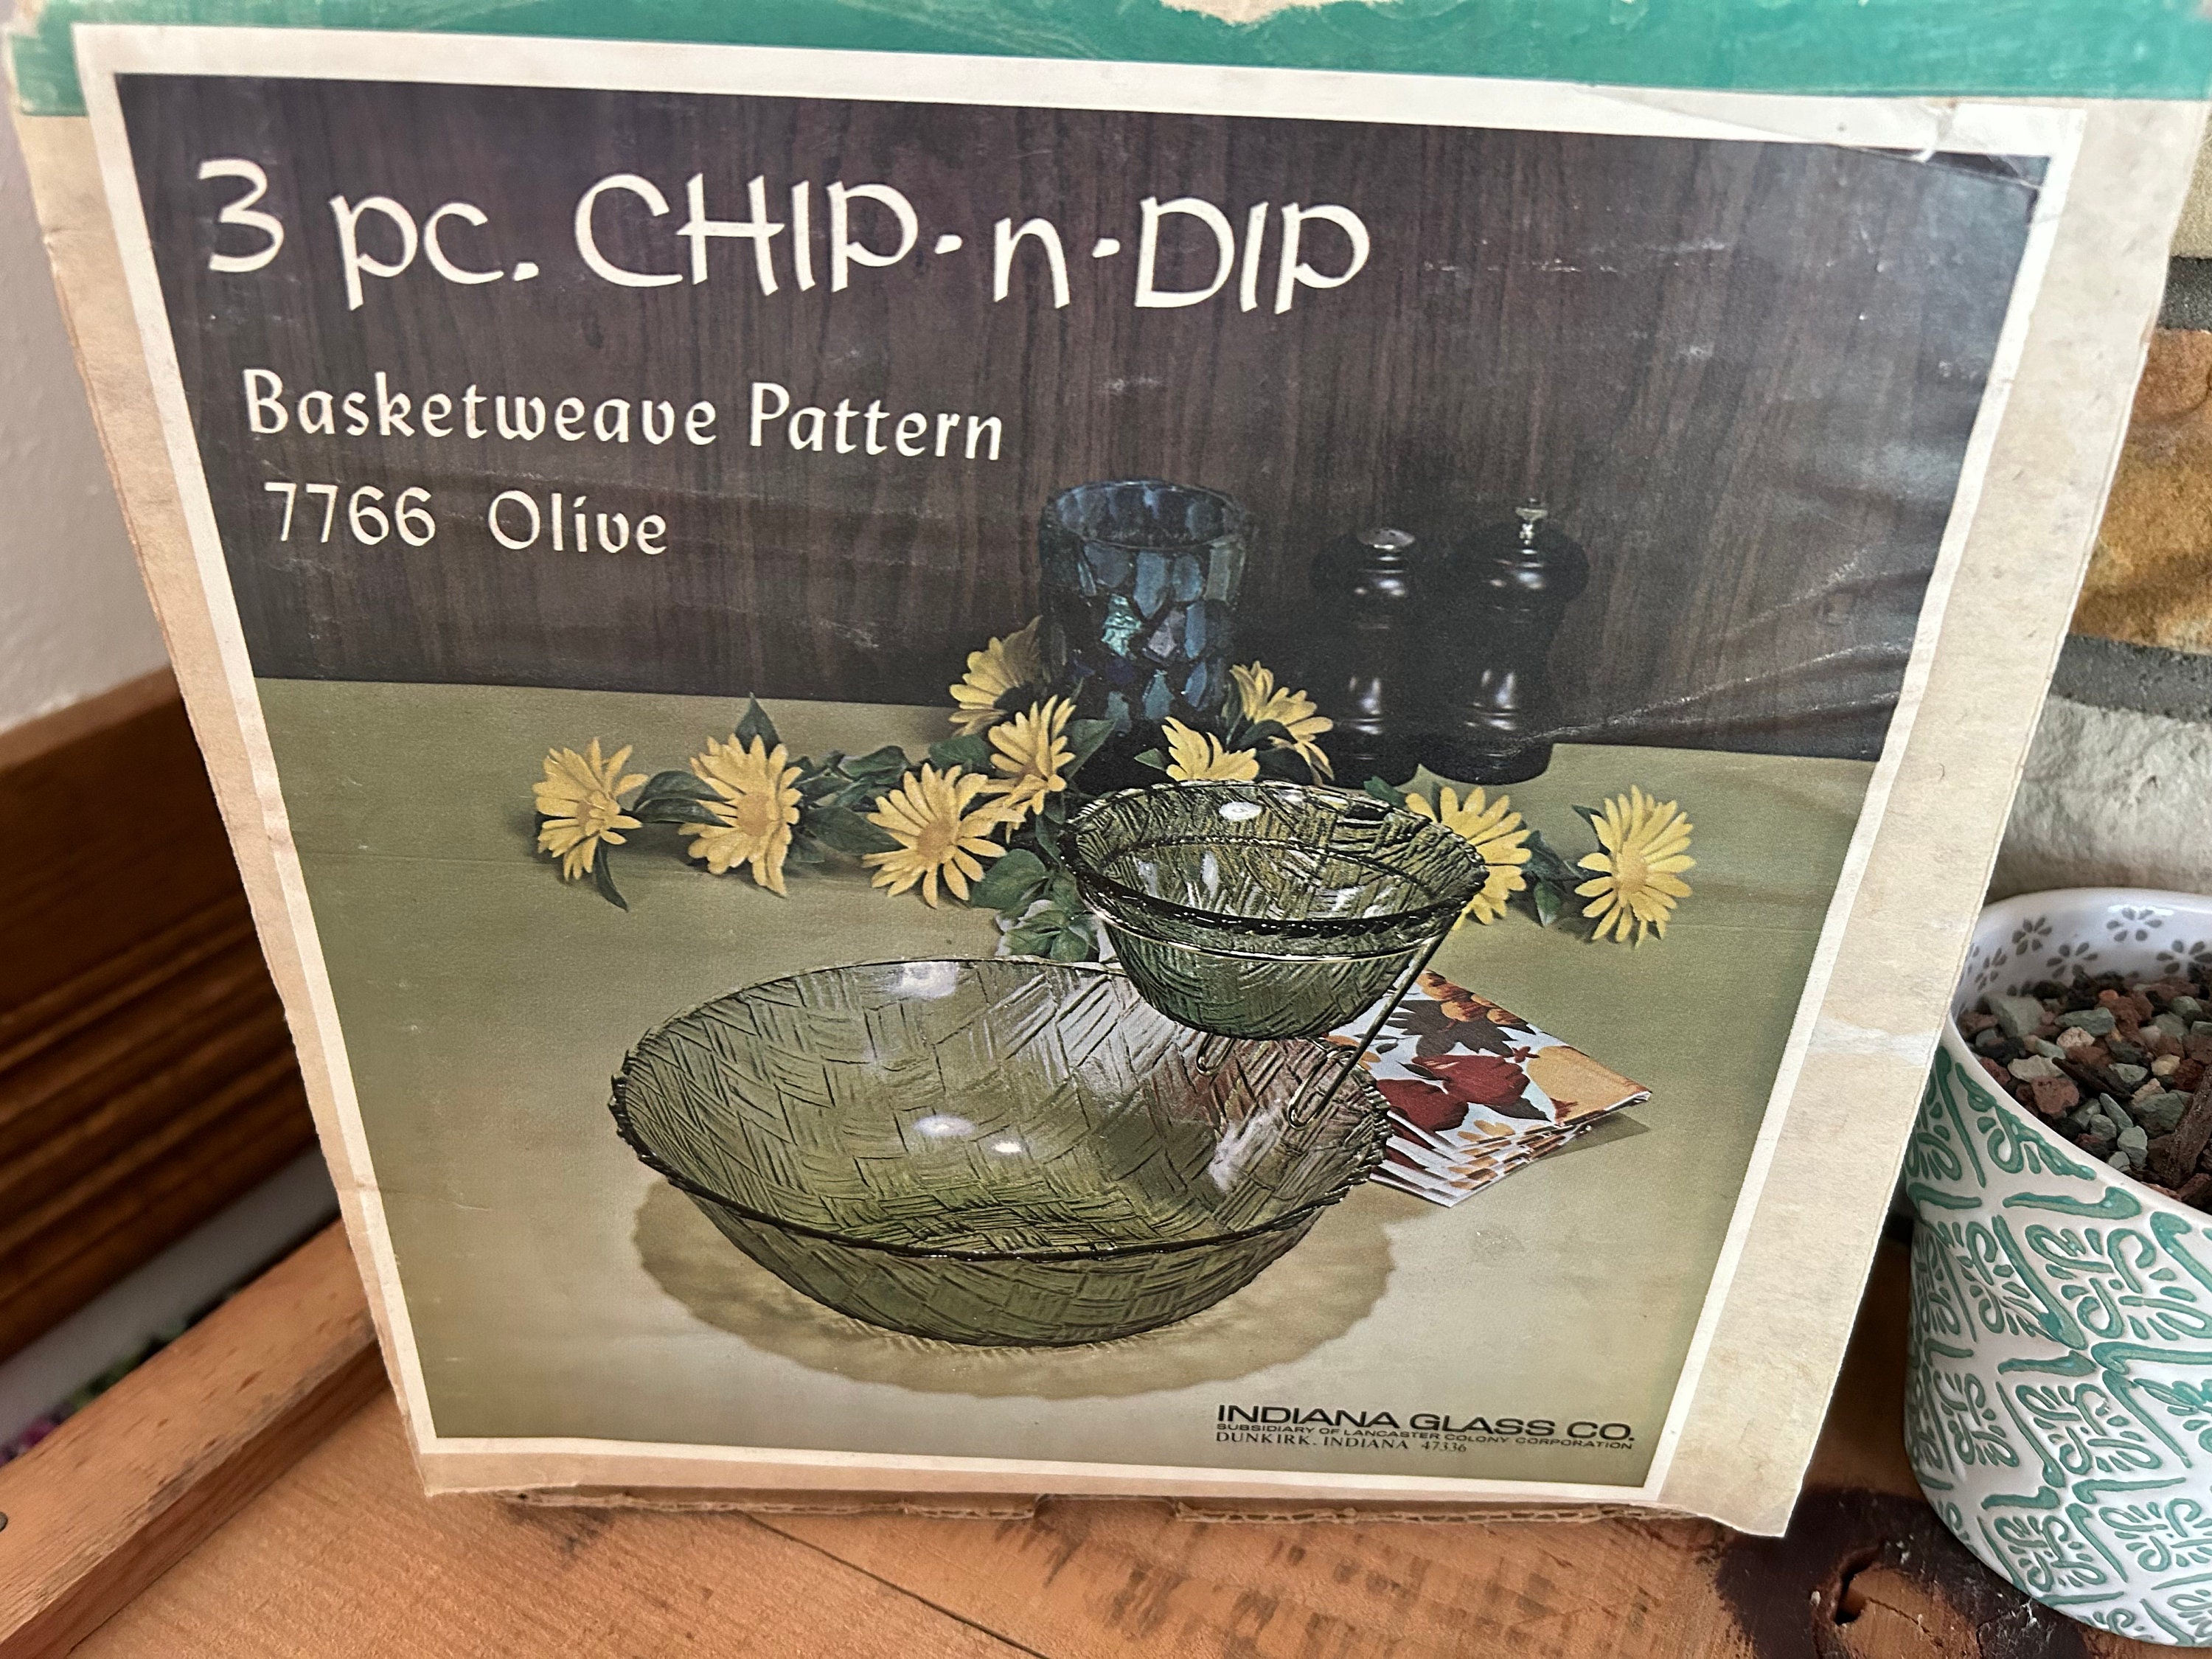 3 pc. CHIP·n·DIP
Basketweave Pattern
7766 Olive
INDIANA GLASS CO.
SUBSIDIARY OF LANCASTER COLONY CORPORATION
DUNKIRK, INDIANA 47336